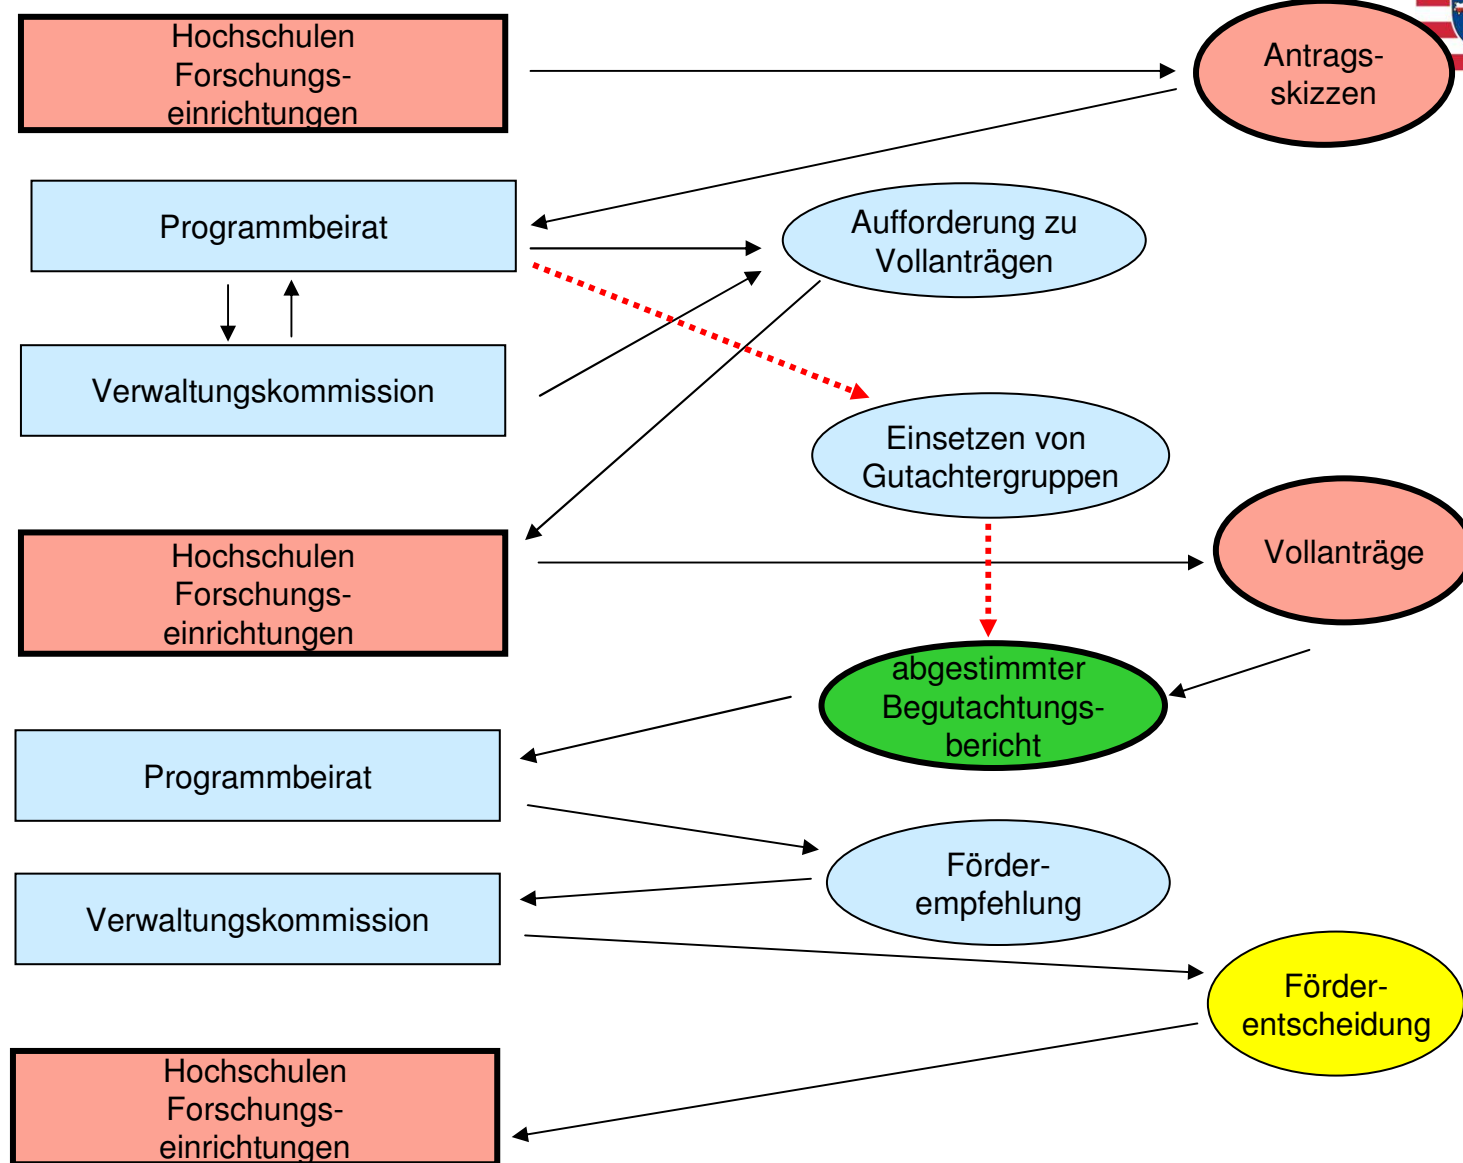 Hochschulen
Forschungs-
einrichtungen
Antrags-
skizzen
Programmbeirat
Aufforderung zu
Vollanträgen
Verwaltungskommission
Einsetzen von
Gutachtergruppen
Hochschulen
Forschungs-
einrichtungen
Vollanträge
abgestimmter
Begutachtungs-
bericht
Programmbeirat
Förder-
empfehlung
Verwaltungskommission
Förder-
entscheidung
Hochschulen
Forschungs-
einrichtungen